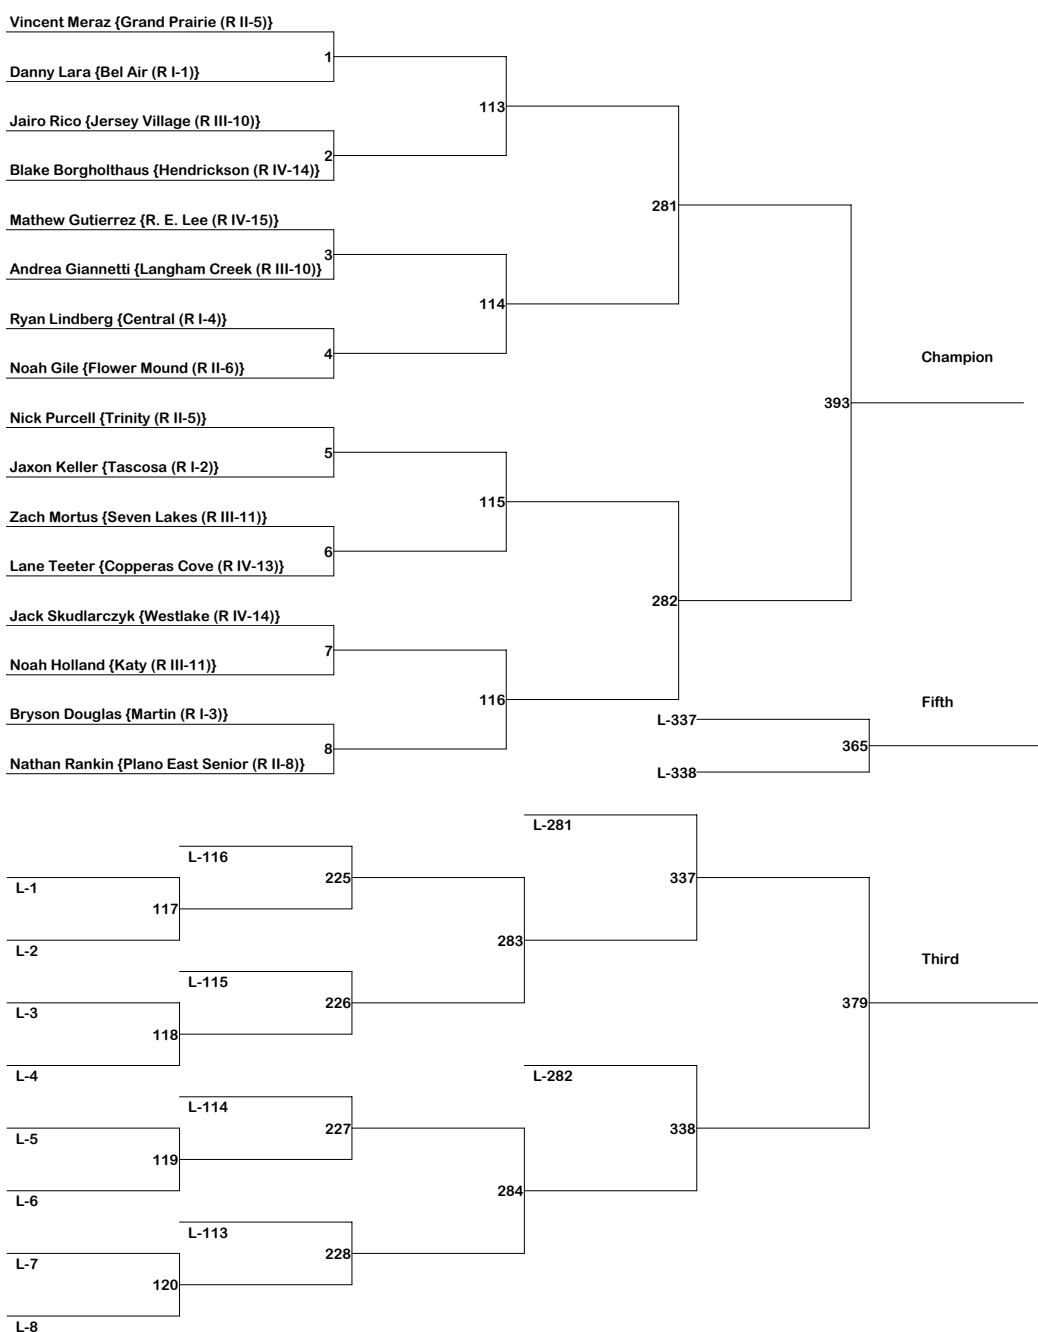 Vincent Meraz {Grand Prairie (R II-5)}
1
Danny Lara {Bel Air (R I-1)}
113
Jairo Rico {Jersey Village (R III-10)}
2
Blake Borgholthaus {Hendrickson (R IV-14)}
281
Mathew Gutierrez {R. E. Lee (R IV-15)}
3
Andrea Giannetti {Langham Creek (R III-10)}
114
Ryan Lindberg {Central (R I-4)}
4
Noah Gile {Flower Mound (R II-6)}
Champion
393
Nick Purcell {Trinity (R II-5)}
5
Jaxon Keller {Tascosa (R I-2)}
115
Zach Mortus {Seven Lakes (R III-11)}
6
Lane Teeter {Copperas Cove (R IV-13)}
282
Jack Skudlarczyk {Westlake (R IV-14)}
7
Noah Holland {Katy (R III-11)}
116
Bryson Douglas {Martin (R I-3)}
8
Nathan Rankin {Plano East Senior (R II-8)}
Fifth
L-337
365
L-338
L-281
L-116
225
337
L-1
117
283
L-2
Third
L-115
226
379
L-3
118
L-4
L-282
L-114
227
338
L-5
119
284
L-6
L-113
228
L-7
120
L-8